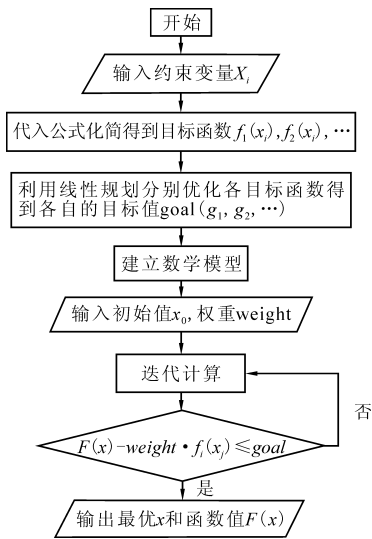 开始
输入约束变量Xᵢ
代入公式化简得到目标函数f₁(xᵢ),f₂(xᵢ),…
利用线性规划分别优化各目标函数得
到各自的目标值goal(g₁, g₂,…)
建立数学模型
输入初始值x₀,权重weight
迭代计算
否
F(x)-weight·fᵢ(xⱼ)≤goal
是
输出最优x和函数值F(x)